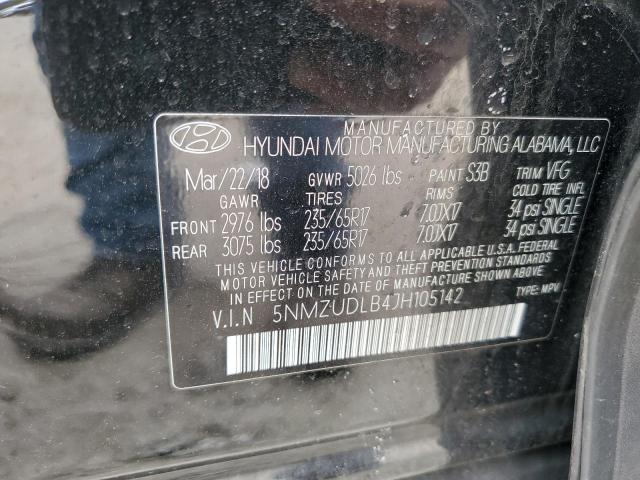 MANUFACTURED BY
HYUNDAI MOTOR MANUFACTURING ALABAMA, LLC
Mar/22/18 GVWR 5026 lbs PAINT S3B TRIM VFG
GAWR TIRES RIMS COLD TIRE INFL
FRONT 2976 lbs 235/65R17 7.0JX17 34 psi SINGLE
REAR 3075 lbs 235/65R17 7.0JX17 34 psi SINGLE
THIS VEHICLE CONFORMS TO ALL APPLICABLE U.S.A. FEDERAL
MOTOR VEHICLE SAFETY AND THEFT PREVENTION STANDARDS
IN EFFECT ON THE DATE OF MANUFACTURE SHOWN ABOVE.
V.I.N 5NMZUDLB4JH105142 TYPE: MPV